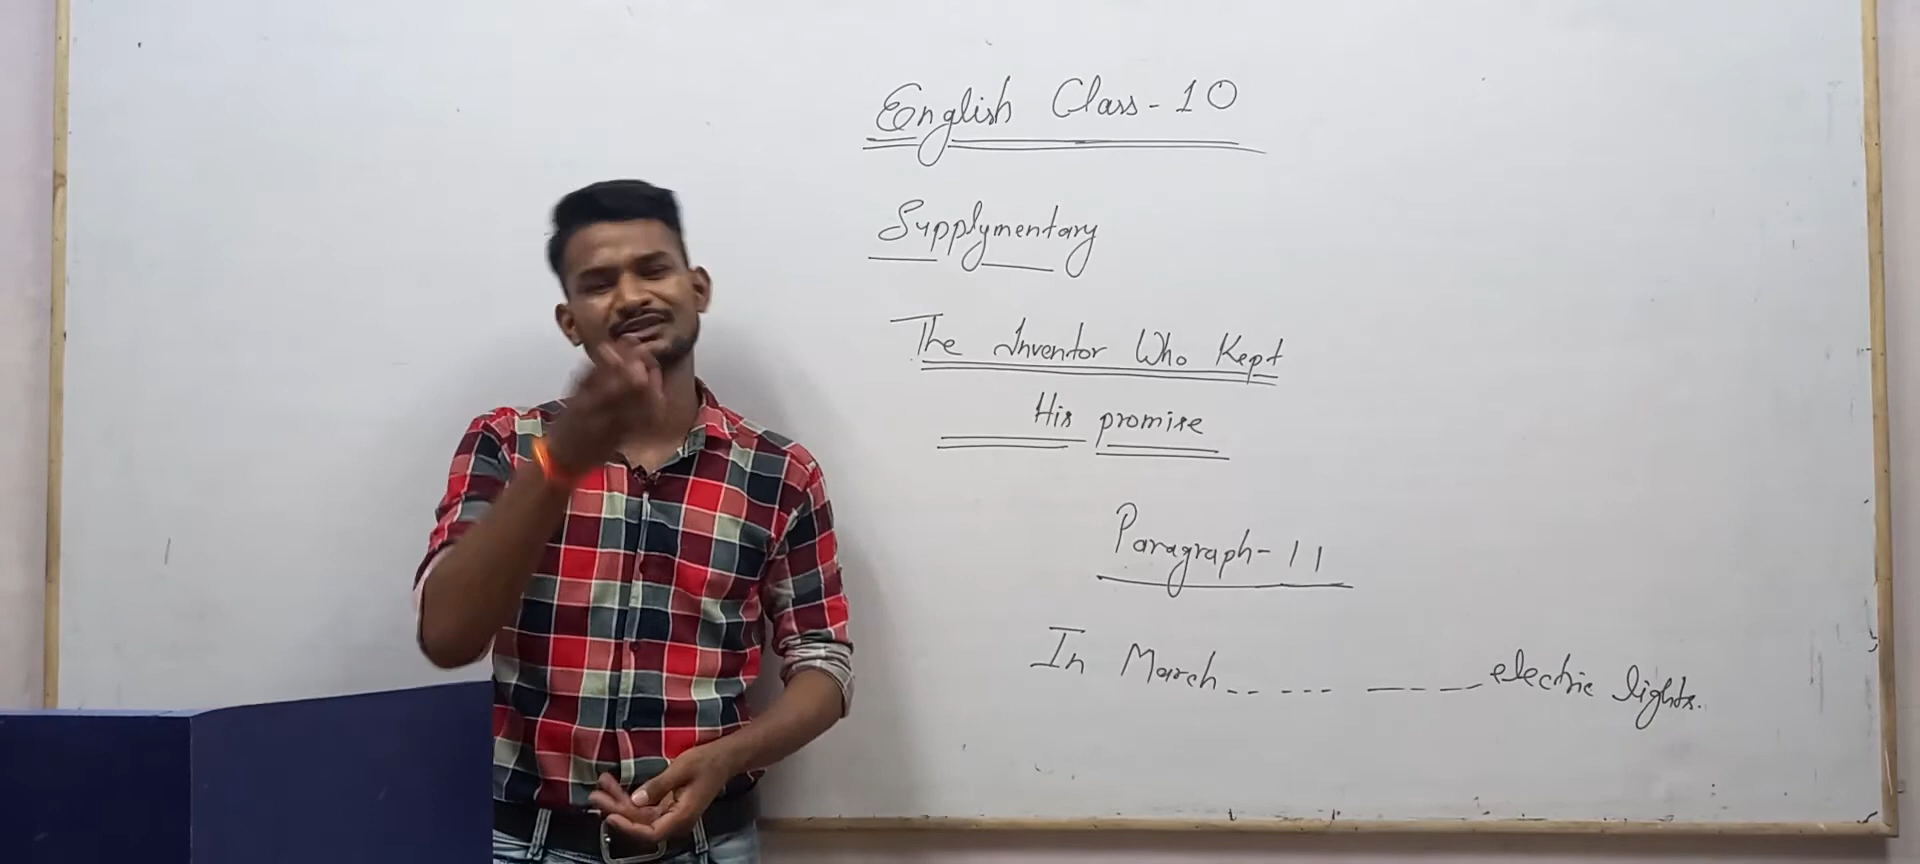 English Class-10
Supplymentary
The Inventor Who Kept
His promise
Paragraph-11
In March---- ----electric lights.